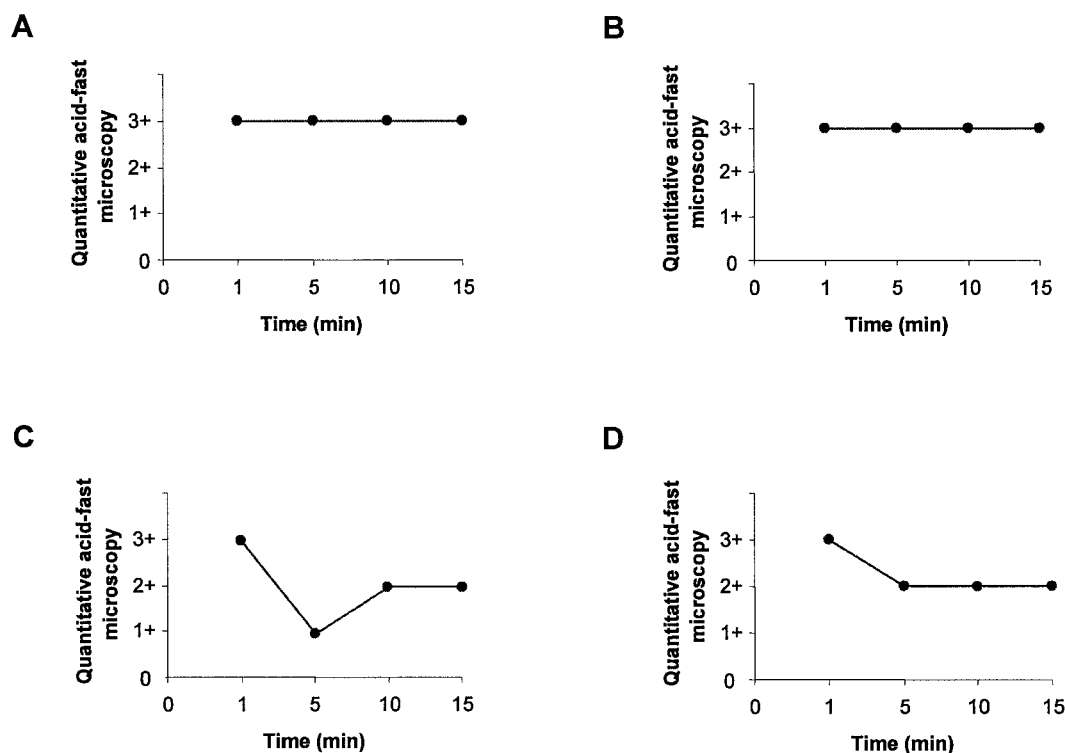 A
Quantitative acid-fast
microscopy
3+
2+
1+
0
0 1 5 10 15
Time (min)
B
Quantitative acid-fast
microscopy
3+
2+
1+
0
0 1 5 10 15
Time (min)
C
Quantitative acid-fast
microscopy
3+
2+
1+
0
0 1 5 10 15
Time (min)
D
Quantitative acid-fast
microscopy
3+
2+
1+
0
0 1 5 10 15
Time (min)